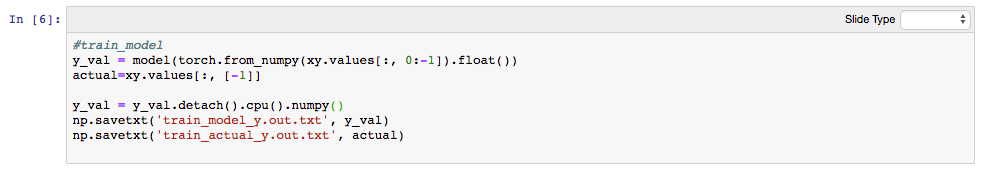 In [6]:
Slide Type
#train_model
y_val = model(torch.from_numpy(xy.values[:, 0:-1]).float())
actual=xy.values[:, [-1]]
y_val = y_val.detach().cpu().numpy()
np.savetxt('train_model_y.out.txt', y_val)
np.savetxt('train_actual_y.out.txt', actual)